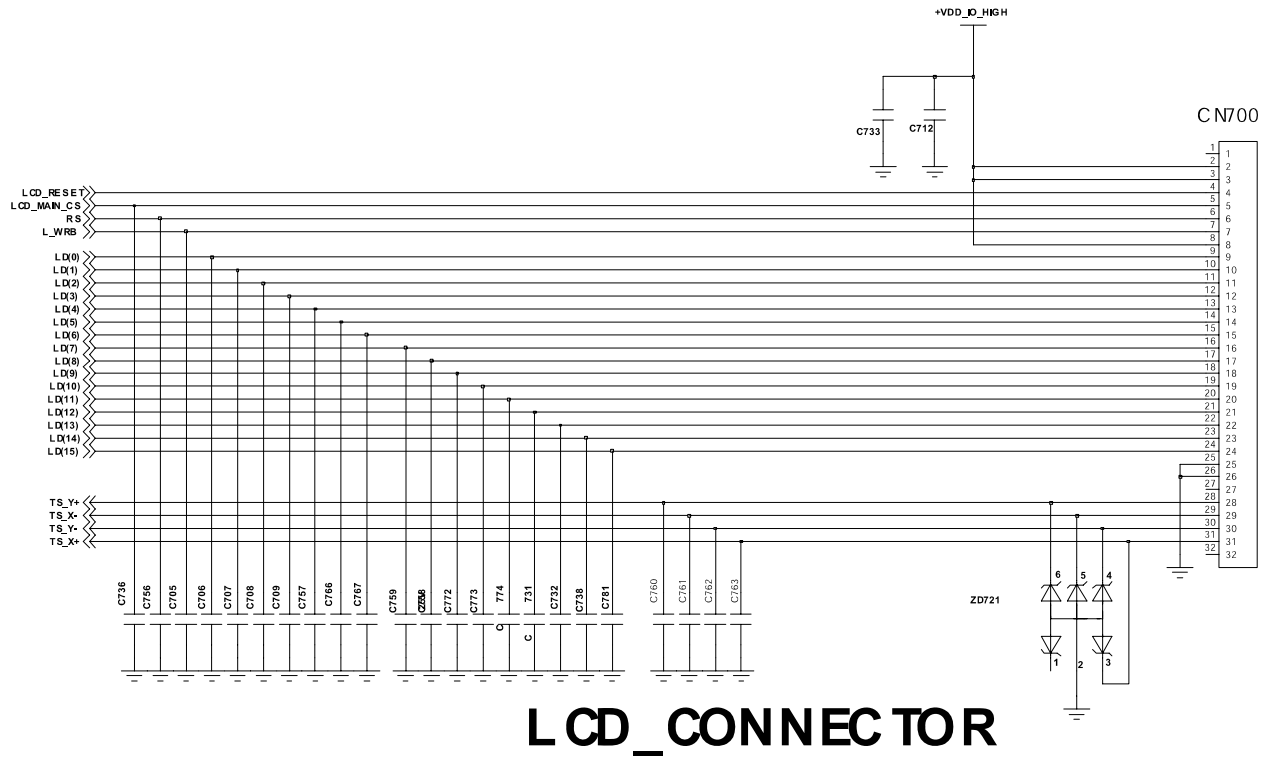 +VDD_IO_HIGH
CN700
C733
C712
LCD_RESET
LCD_MAIN_CS
RS
L_WRB
LD(0)
LD(1)
LD(2)
LD(3)
LD(4)
LD(5)
LD(6)
LD(7)
LD(8)
LD(9)
LD(10)
LD(11)
LD(12)
LD(13)
LD(14)
LD(15)
TS_Y+
TS_X-
TS_Y-
TS_X+
1 1
2 2
3 3
4 4
5 5
6 6
7 7
8 8
9 9
10 10
11 11
12 12
13 13
14 14
15 15
16 16
17 17
18 18
19 19
20 20
21 21
22 22
23 23
24 24
25 25
26 26
27 27
28 28
29 29
30 30
31 31
32 32
C736
C756
C705
C706
C707
C708
C709
C757
C766
C767
C759
C772
C773
C774
C731
C732
C738
C781
C760
C761
C762
C763
ZD721
6 5 4
1 2 3
LCD_CONNECTOR